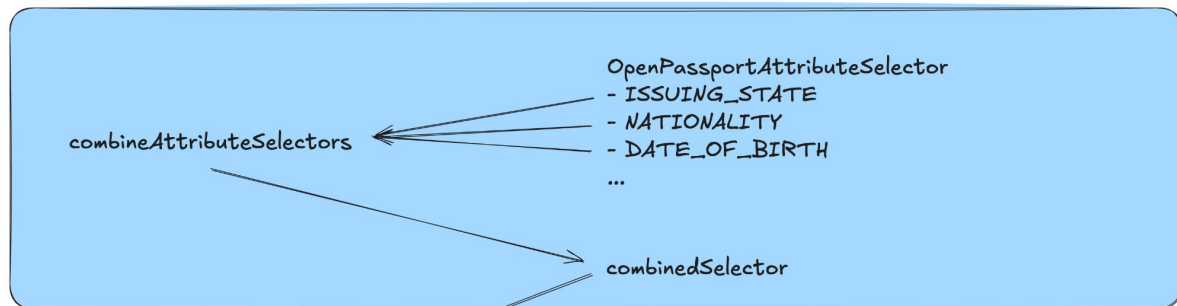 OpenPassportAttributeSelector
- ISSUING_STATE
- NATIONALITY
- DATE_OF_BIRTH
...
combineAttributeSelectors
combinedSelector